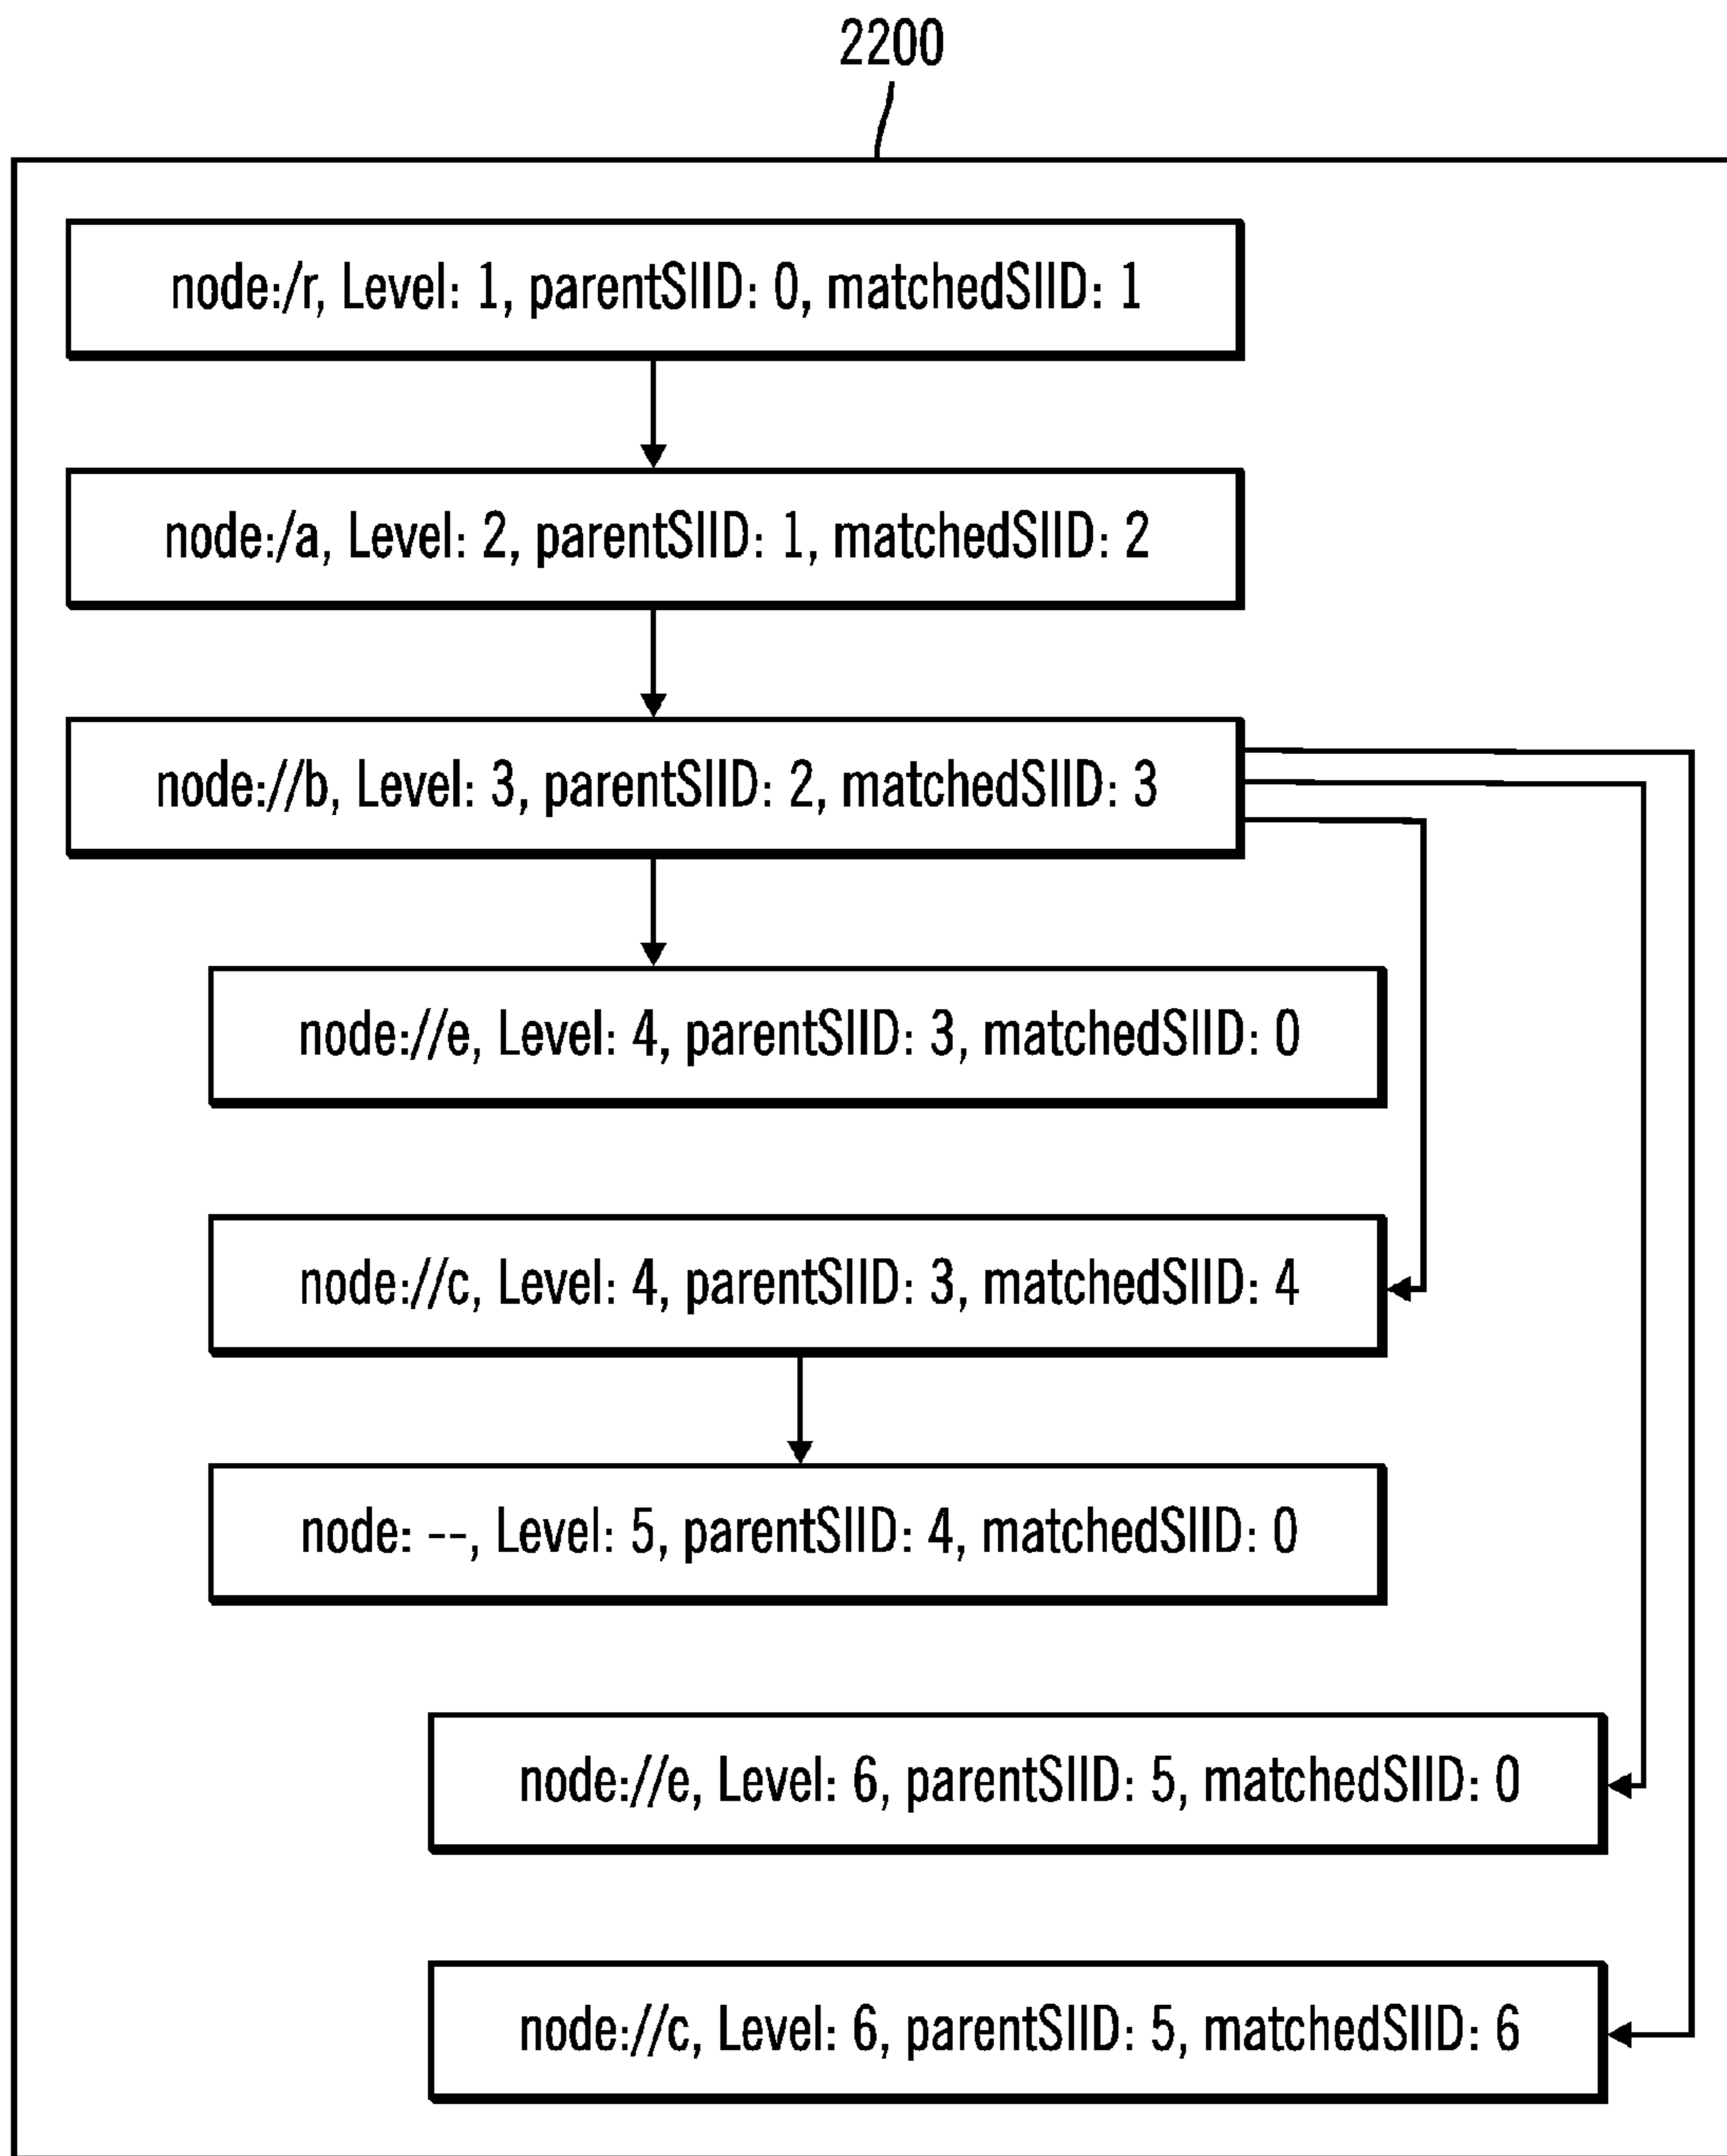 2200
node:/r, Level: 1, parentSIID: 0, matchedSIID: 1
node:/a, Level: 2, parentSIID: 1, matchedSIID: 2
node://b, Level: 3, parentSIID: 2, matchedSIID: 3
node://e, Level: 4, parentSIID: 3, matchedSIID: 0
node://c, Level: 4, parentSIID: 3, matchedSIID: 4
node: --, Level: 5, parentSIID: 4, matchedSIID: 0
node://e, Level: 6, parentSIID: 5, matchedSIID: 0
node://c, Level: 6, parentSIID: 5, matchedSIID: 6